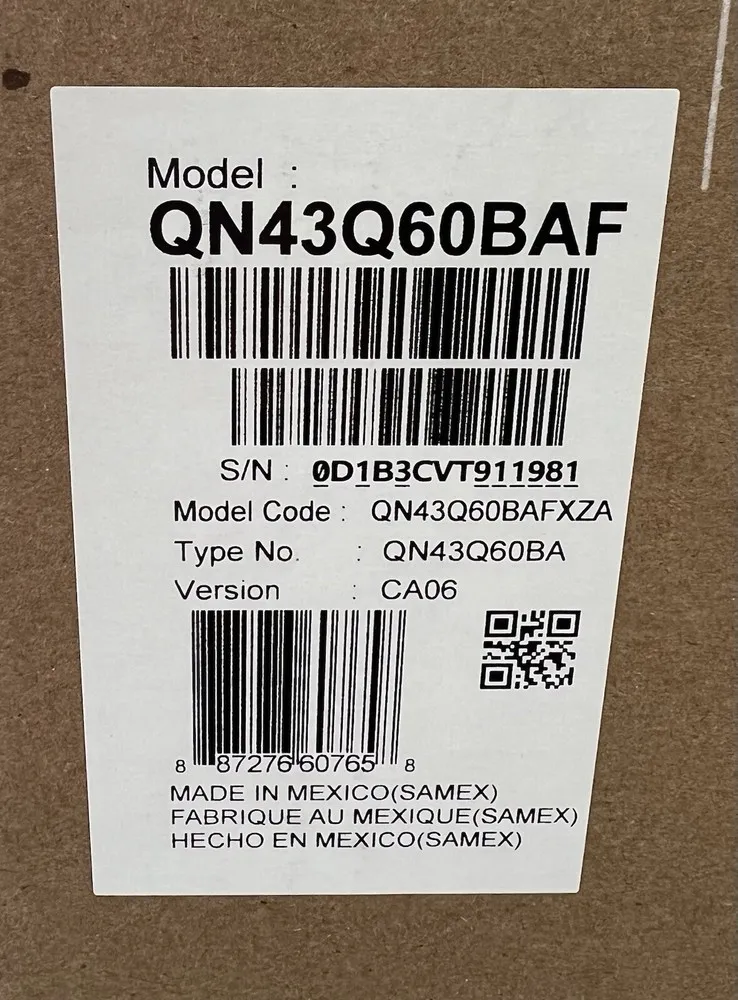 Model :
QN43Q60BAF
S/N : 0D1B3CVT911981
Model Code : QN43Q60BAFXZA
Type No. : QN43Q60BA
Version : CA06
8 87276 60765 8
MADE IN MEXICO(SAMEX)
FABRIQUE AU MEXIQUE(SAMEX)
HECHO EN MEXICO(SAMEX)